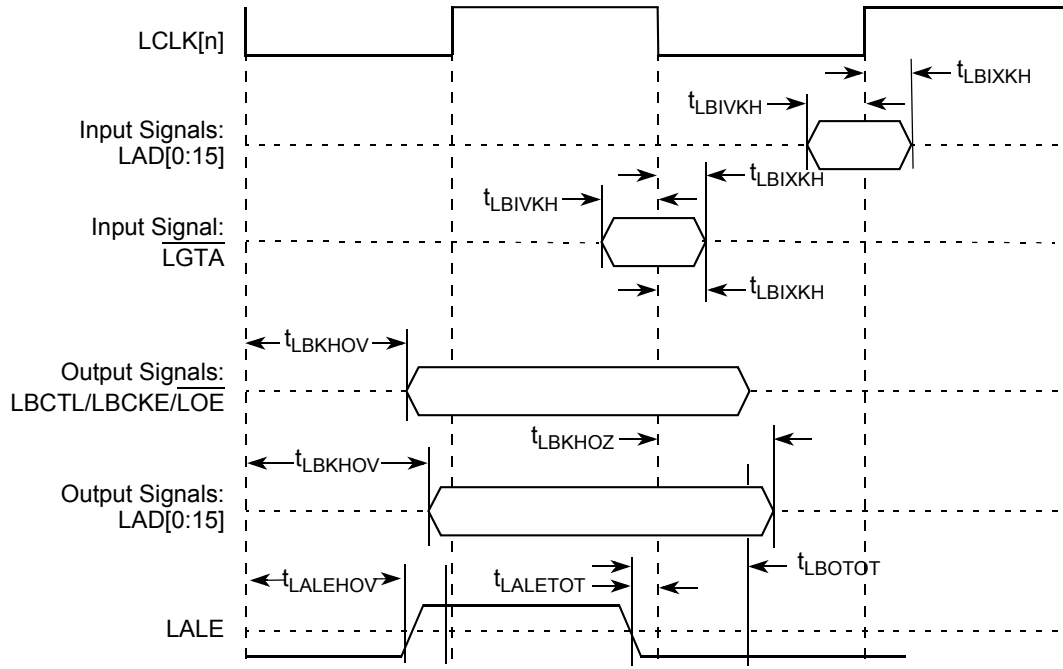 LCLK[n]
tLBIXKH
tLBIVKH
Input Signals:
LAD[0:15]
tLBIXKH
tLBIVKH
Input Signal:
LGTA
tLBIXKH
tLBKHOV
Output Signals:
LBCTL/LBCKE/LOE
tLBKHOZ
tLBKHOV
Output Signals:
LAD[0:15]
tLBOTOT
tLALEHOV
tLALETOT
LALE